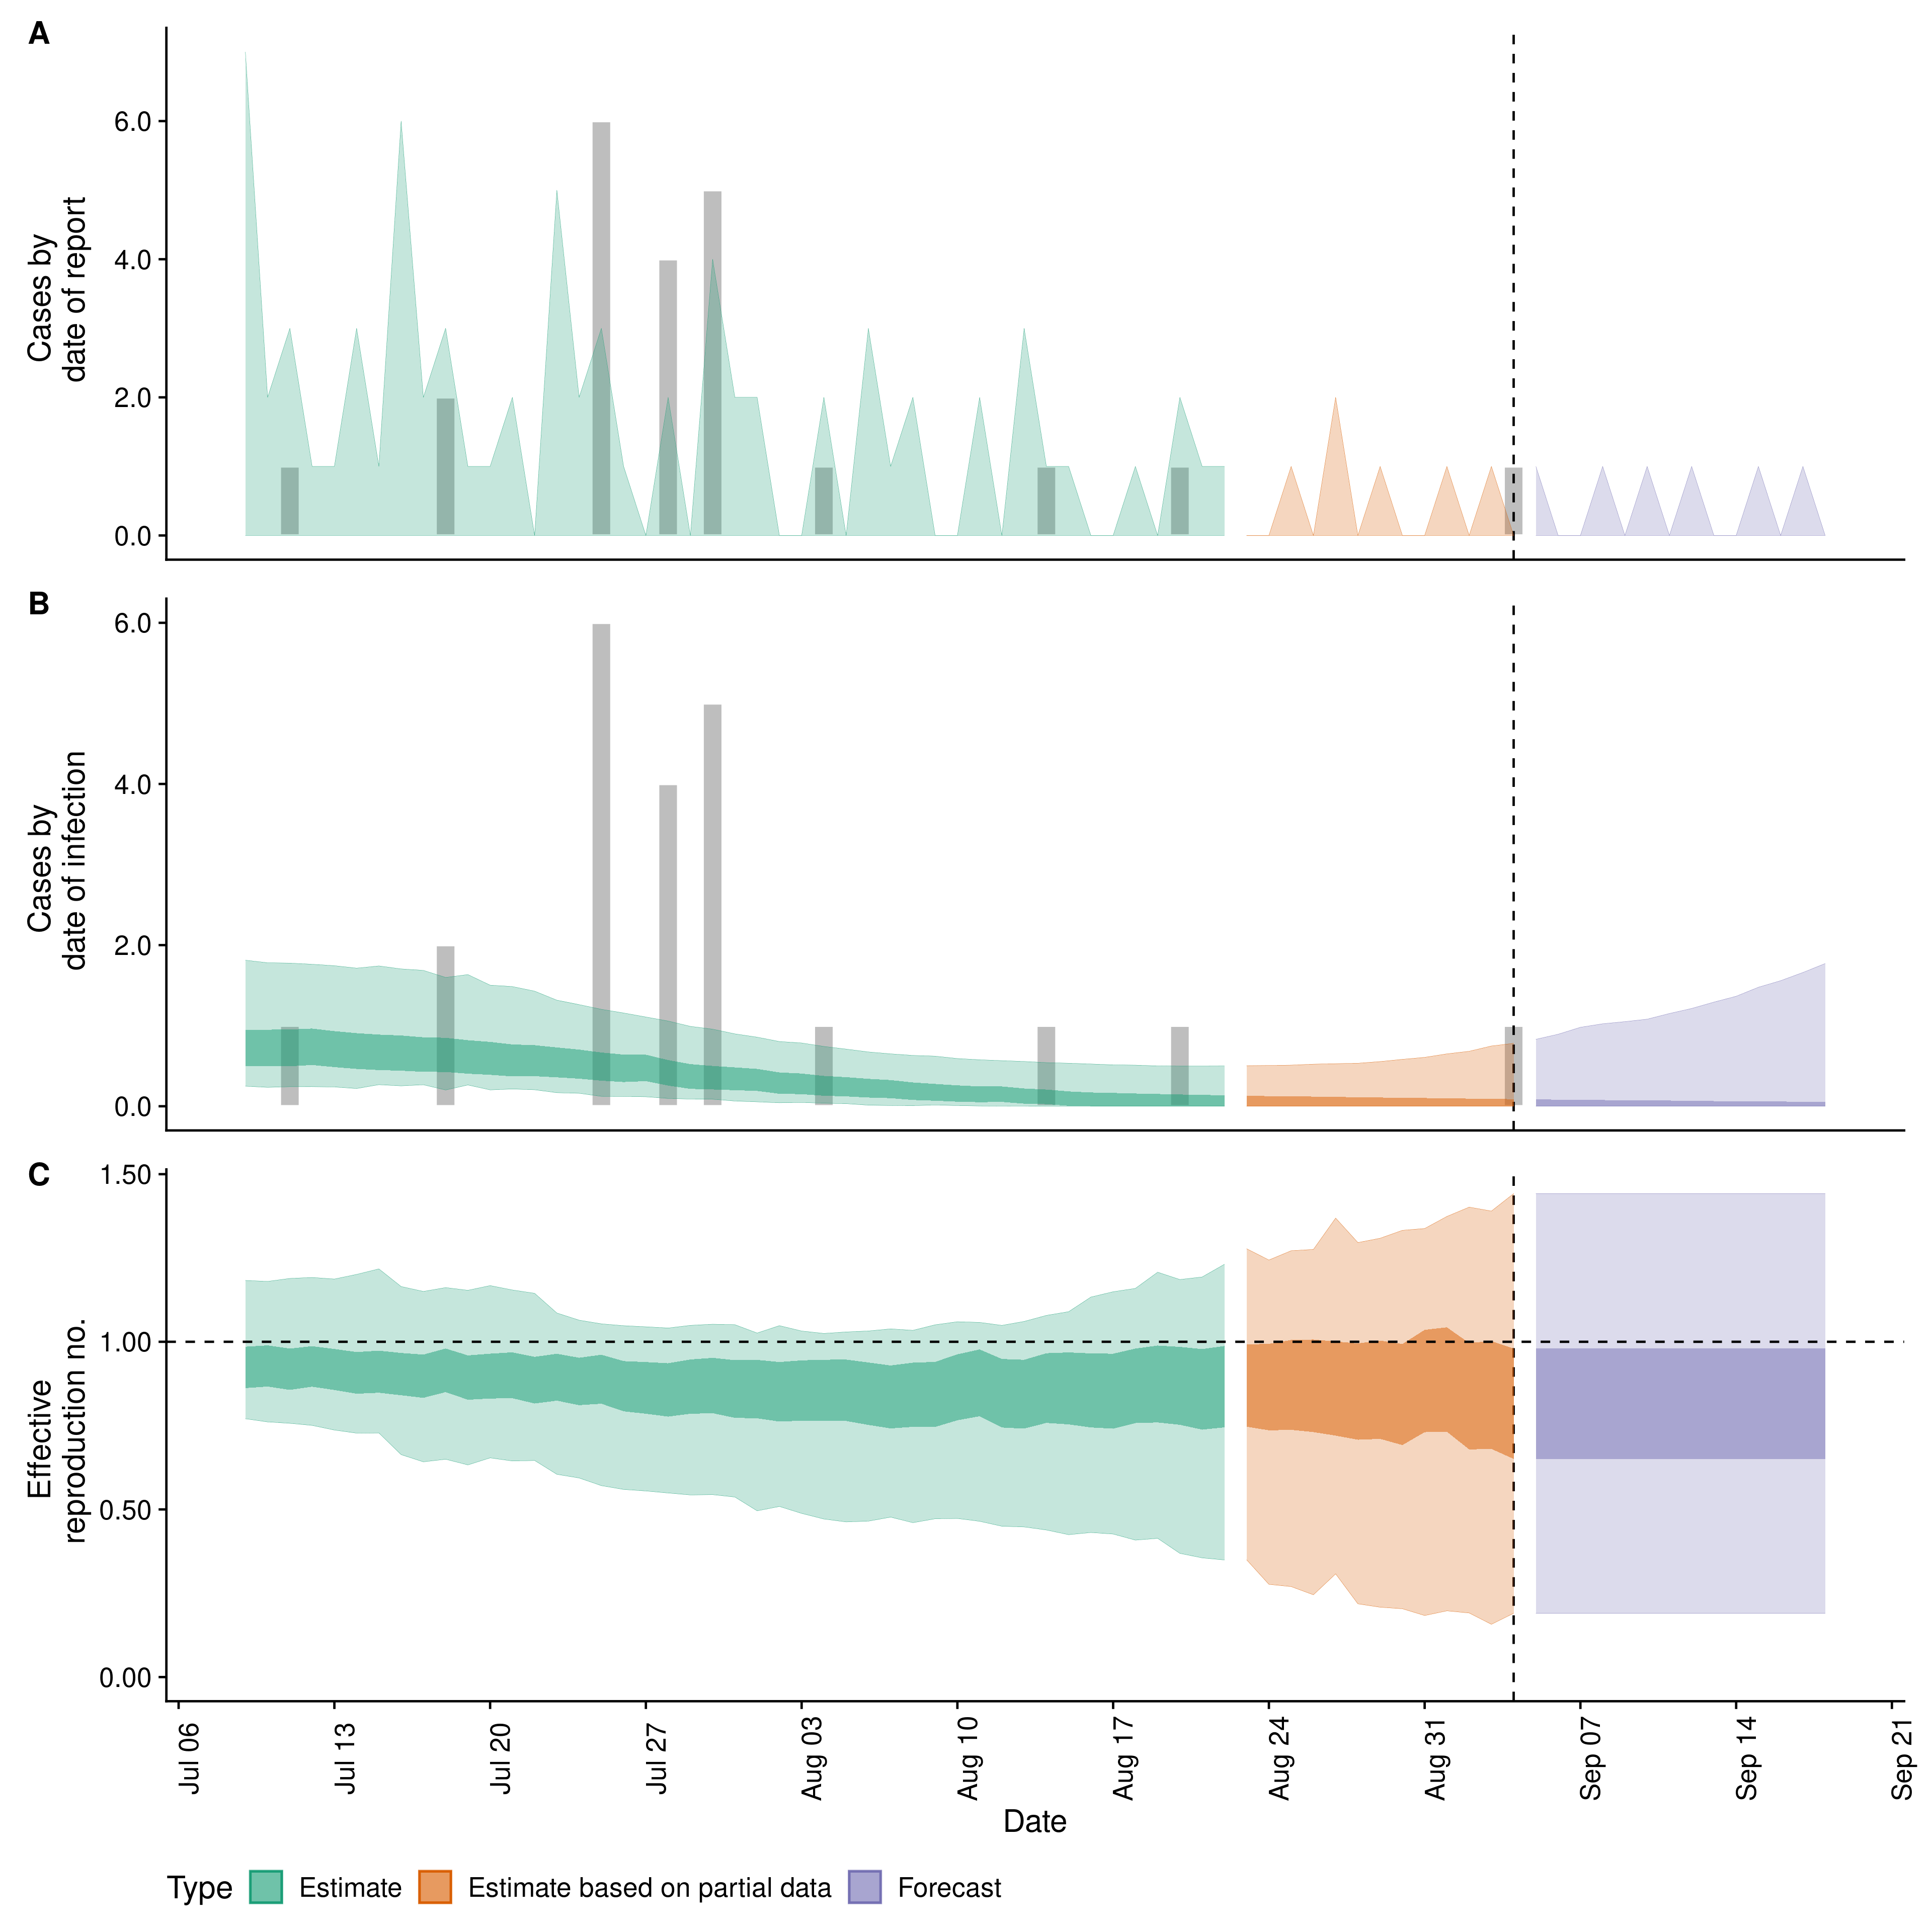 A
Cases by
date of report
6.0
4.0
2.0
0.0
B
Cases by
date of infection
6.0
4.0
2.0
0.0
C
Effective
reproduction no.
1.50
1.00
0.50
0.00
Jul 06
Jul 13
Jul 20
Jul 27
Aug 03
Aug 10
Aug 17
Aug 24
Aug 31
Sep 07
Sep 14
Sep 21
Date
Type Estimate Estimate based on partial data Forecast